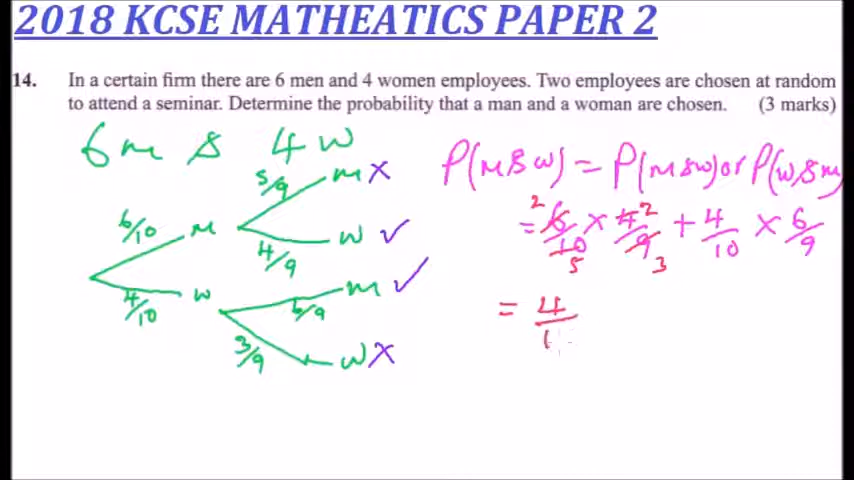 2018 KCSE MATHEATICS PAPER 2
14. In a certain firm there are 6 men and 4 women employees. Two employees are chosen at random
to attend a seminar. Determine the probability that a man and a woman are chosen. (3 marks)
6m & 4w
5/9 M ×
6/10 M
4/9 W ✓
4/10 W
6/9 M ✓
3/9 W ×
P(M&W) = P(M&W) or P(W&M)
= 6/10 × 4/9 + 4/10 × 6/9
2 2
5 3
= 4/1